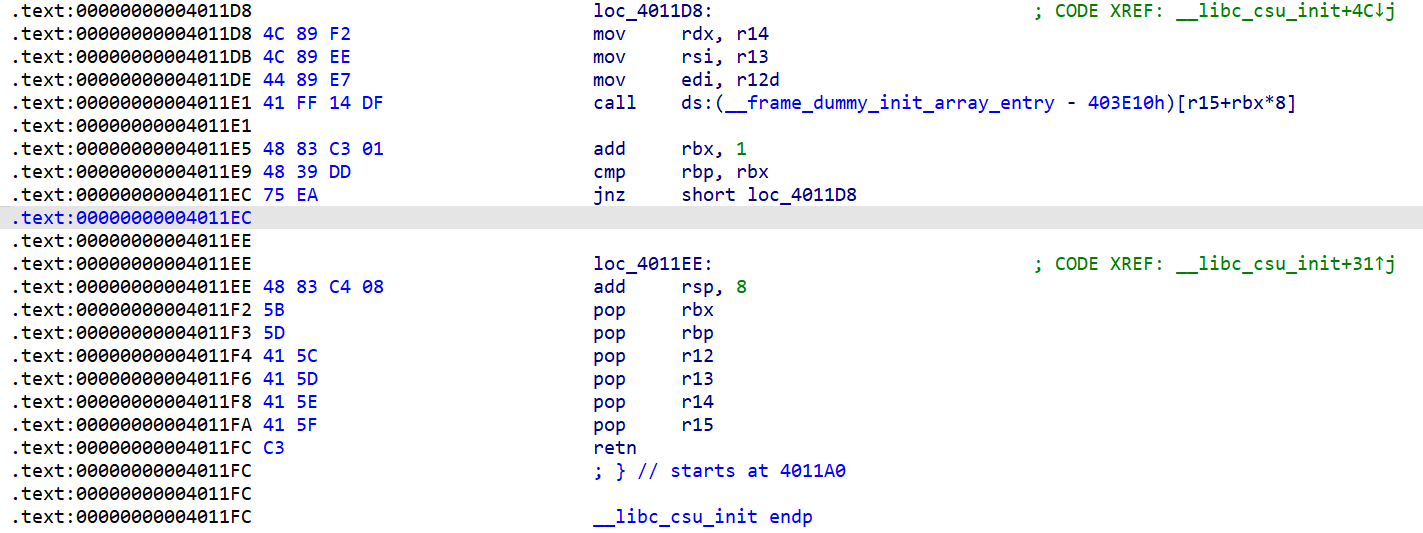 .text:00000000004011D8 loc_4011D8: ; CODE XREF: __libc_csu_init+4C↓j
.text:00000000004011D8 4C 89 F2 mov rdx, r14
.text:00000000004011DB 4C 89 EE mov rsi, r13
.text:00000000004011DE 44 89 E7 mov edi, r12d
.text:00000000004011E1 41 FF 14 DF call ds:(__frame_dummy_init_array_entry - 403E10h)[r15+rbx*8]
.text:00000000004011E1
.text:00000000004011E5 48 83 C3 01 add rbx, 1
.text:00000000004011E9 48 39 DD cmp rbp, rbx
.text:00000000004011EC 75 EA jnz short loc_4011D8
.text:00000000004011EC
.text:00000000004011EE
.text:00000000004011EE loc_4011EE: ; CODE XREF: __libc_csu_init+31↑j
.text:00000000004011EE 48 83 C4 08 add rsp, 8
.text:00000000004011F2 5B pop rbx
.text:00000000004011F3 5D pop rbp
.text:00000000004011F4 41 5C pop r12
.text:00000000004011F6 41 5D pop r13
.text:00000000004011F8 41 5E pop r14
.text:00000000004011FA 41 5F pop r15
.text:00000000004011FC C3 retn
.text:00000000004011FC ; } // starts at 4011A0
.text:00000000004011FC
.text:00000000004011FC __libc_csu_init endp